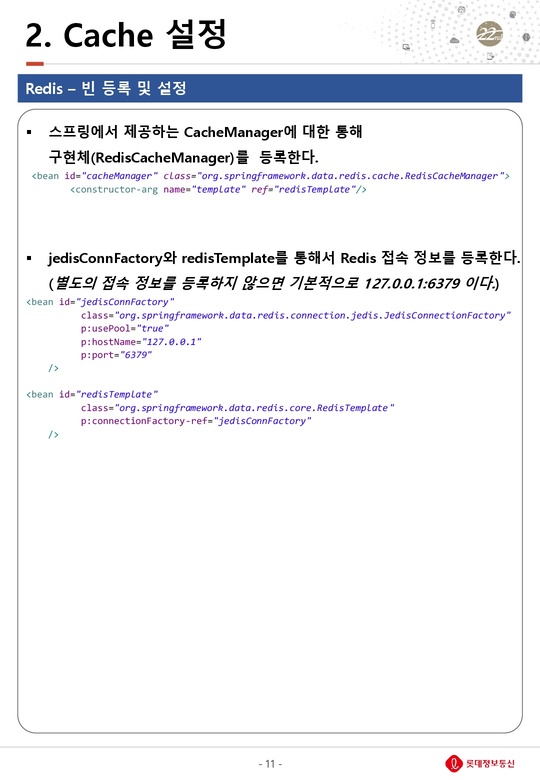 2. Cache 설정
22nd
Redis – 빈 등록 및 설정
▪ 스프링에서 제공하는 CacheManager에 대한 통해
구현체(RedisCacheManager)를 등록한다.
<bean id="cacheManager" class="org.springframework.data.redis.cache.RedisCacheManager">
<constructor-arg name="template" ref="redisTemplate"/>
▪ jedisConnFactory와 redisTemplate를 통해서 Redis 접속 정보를 등록한다.
(별도의 접속 정보를 등록하지 않으면 기본적으로 127.0.0.1:6379 이다.)
<bean id="jedisConnFactory"
class="org.springframework.data.redis.connection.jedis.JedisConnectionFactory"
p:usePool="true"
p:hostName="127.0.0.1"
p:port="6379"
/>
<bean id="redisTemplate"
class="org.springframework.data.redis.core.RedisTemplate"
p:connectionFactory-ref="jedisConnFactory"
/>
- 11 -
롯데정보통신